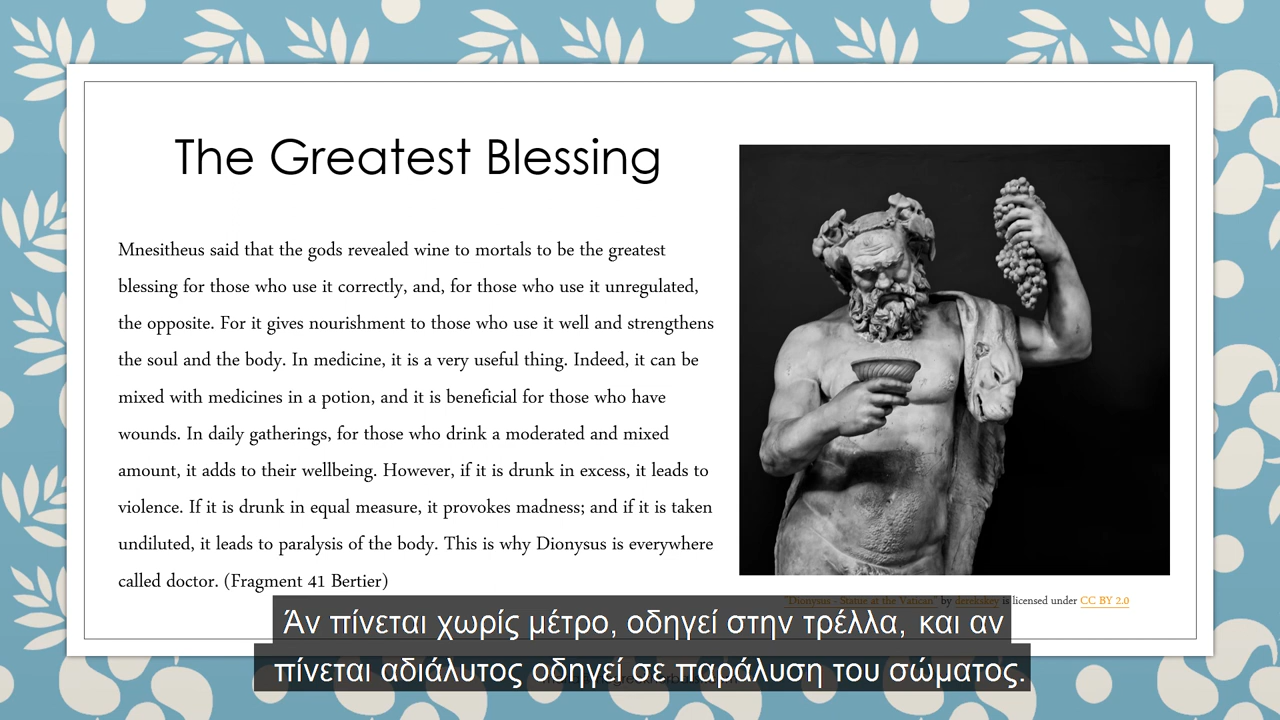 The Greatest Blessing
Mnesitheus said that the gods revealed wine to mortals to be the greatest
blessing for those who use it correctly, and, for those who use it unregulated,
the opposite. For it gives nourishment to those who use it well and strengthens
the soul and the body. In medicine, it is a very useful thing. Indeed, it can be
mixed with medicines in a potion, and it is beneficial for those who have
wounds. In daily gatherings, for those who drink a moderated and mixed
amount, it adds to their wellbeing. However, if it is drunk in excess, it leads to
violence. If it is drunk in equal measure, it provokes madness; and if it is taken
undiluted, it leads to paralysis of the body. This is why Dionysus is everywhere
called doctor. (Fragment 41 Bertier)
"Dionysus - Statue at the Vatican" by derekskey is licensed under CC BY 2.0
Άν πίνεται χωρίς μέτρο, οδηγεί στην τρέλλα, και αν
πίνεται αδιάλυτος οδηγεί σε παράλυση του σώματος.